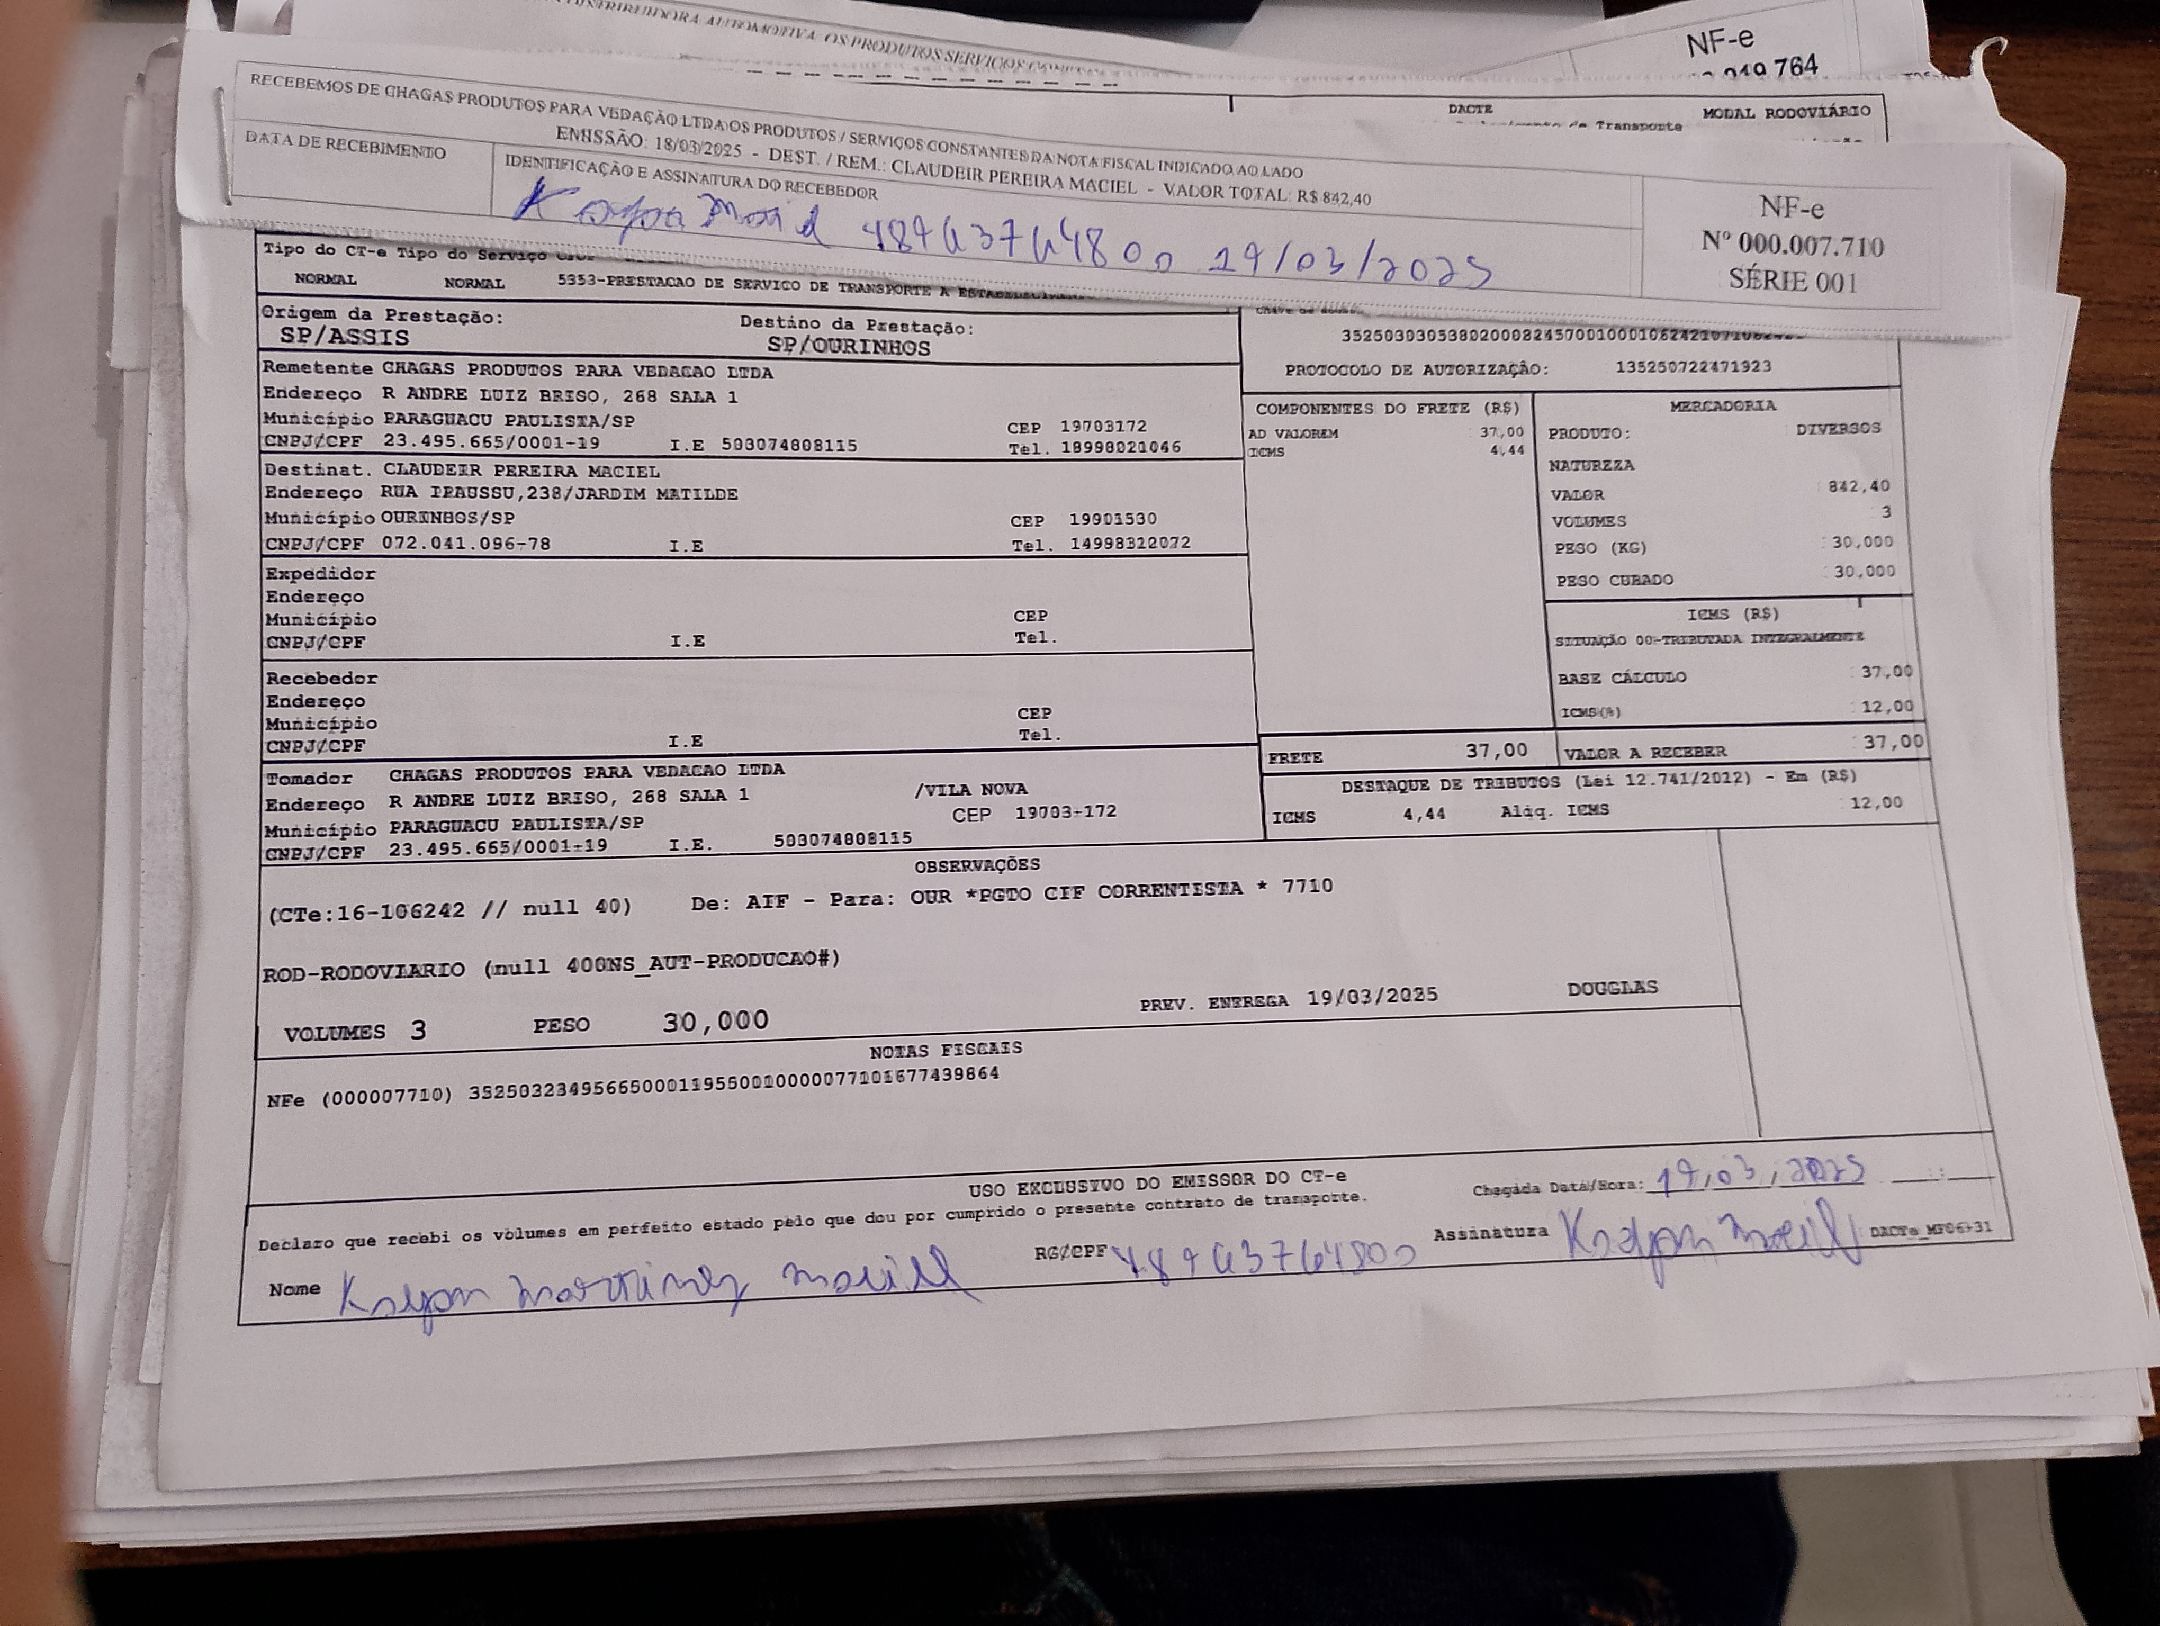 NF-e
764
DACTE
MODAL RODOVIÁRIO
de Transporte
RECEBEMOS DE CHAGAS PRODUTOS PARA VEDAÇÃO LTDA OS PRODUTOS / SERVIÇOS CONSTANTES DA NOTA FISCAL INDICADO AO LADO
EMISSÃO: 18/03/2025 - DEST. / REM.: CLAUDEIR PEREIRA MACIEL - VALOR TOTAL: R$ 842,40
DATA DE RECEBIMENTO
IDENTIFICAÇÃO E ASSINATURA DO RECEBEDOR
19/03/2025
NF-e
Nº 000.007.710
SÉRIE 001
Tipo do CT-e Tipo do Serviço
NORMAL NORMAL 5353-PRESTACAO DE SERVICO DE TRANSPORTE A
Origem da Prestação: Destino da Prestação:
SP/ASSIS SP/OURINHOS
PROTOCOLO DE AUTORIZAÇÃO: 135250722471923
Remetente CHAGAS PRODUTOS PARA VEDACAO LTDA
Endereço R ANDRE LUIZ BRISO, 268 SALA 1
Município PARAGUACU PAULISTA/SP CEP 19703172
CNPJ/CPF 23.495.665/0001-19 I.E 503074808115 Tel. 18998021046
Destinat. CLAUDEIR PEREIRA MACIEL
Endereço RUA IPAUSSU,238/JARDIM MATILDE
Município OURINHOS/SP CEP 19901530
CNPJ/CPF 072.041.096-78 I.E Tel. 14998322072
Expedidor
Endereço
Município CEP
CNPJ/CPF I.E Tel.
Recebedor
Endereço
Município CEP
CNPJ/CPF I.E Tel.
Tomador CHAGAS PRODUTOS PARA VEDACAO LTDA
Endereço R ANDRE LUIZ BRISO, 268 SALA 1 /VILA NOVA
Município PARAGUACU PAULISTA/SP CEP 19703-172
CNPJ/CPF 23.495.665/0001-19 I.E. 503074808115
COMPONENTES DO FRETE (R$)
AD VALOREM 37,00
ICMS 4,44
MERCADORIA
PRODUTO: DIVERSOS
NATUREZA
VALOR 842,40
VOLUMES 3
PESO (KG) 30,000
PESO CUBADO 30,000
ICMS (R$)
SITUAÇÃO 00-TRIBUTADA INTEGRALMENTE
BASE CÁLCULO 37,00
ICMS(%) 12,00
FRETE 37,00 VALOR A RECEBER 37,00
DESTAQUE DE TRIBUTOS (Lei 12.741/2012) - Em (R$)
ICMS 4,44 Aliq. ICMS 12,00
OBSERVAÇÕES
(CTe:16-106242 // null 40) De: AIF - Para: OUR *PGTO CIF CORRENTISTA * 7710
ROD-RODOVIARIO (null 400NS_AUT-PRODUCAO#)
VOLUMES 3 PESO 30,000 PREV. ENTREGA 19/03/2025 DOUGLAS
NOTAS FISCAIS
NFe (000007710) 35250323495665000119550010000077101677439864
USO EXCLUSIVO DO EMISSOR DO CT-e
Declaro que recebi os volumes em perfeito estado pelo que dou por cumprido o presente contrato de transporte.
Chegada Data/Hora: 19/03/2025
Nome
RG/CPF
Assinatura